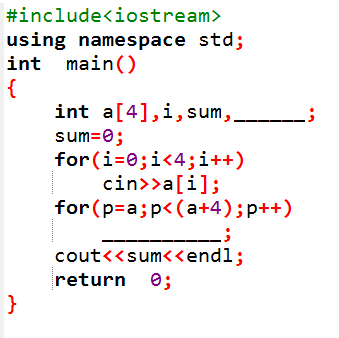 #include<iostream>
using namespace std;
int  main()
{
    int a[4],i,sum,______;
    sum=0;
    for(i=0;i<4;i++)
        cin>>a[i];
    for(p=a;p<(a+4);p++)
        __________;
    cout<<sum<<endl;
    return  0;
}